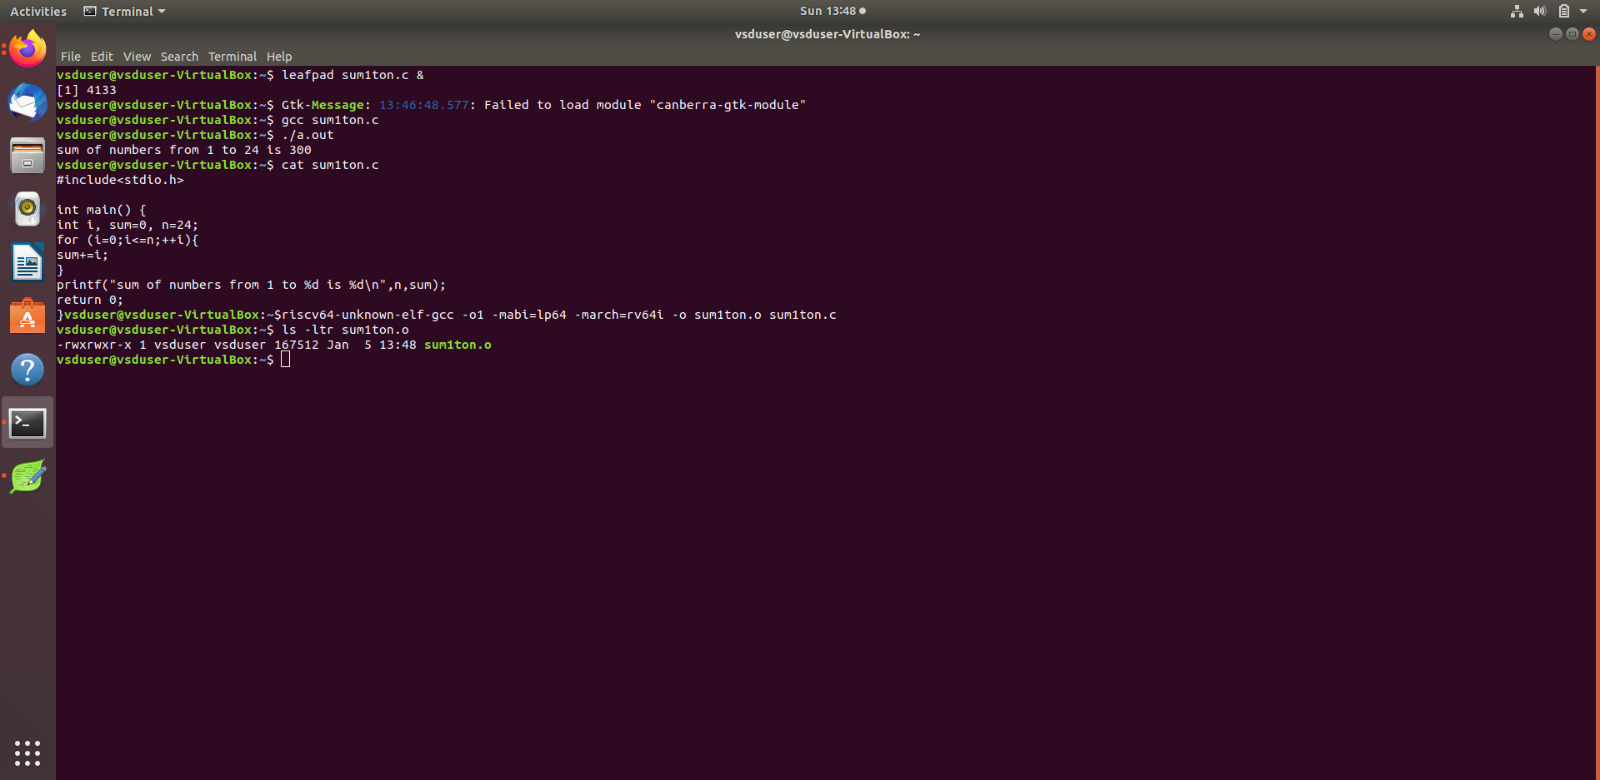 Activities Terminal Sun 13:48
vsduser@vsduser-VirtualBox: ~
File Edit View Search Terminal Help
vsduser@vsduser-VirtualBox:~$ leafpad sum1ton.c &
[1] 4133
vsduser@vsduser-VirtualBox:~$ Gtk-Message: 13:46:48.577: Failed to load module "canberra-gtk-module"
vsduser@vsduser-VirtualBox:~$ gcc sum1ton.c
vsduser@vsduser-VirtualBox:~$ ./a.out
sum of numbers from 1 to 24 is 300
vsduser@vsduser-VirtualBox:~$ cat sum1ton.c
#include<stdio.h>
int main() {
int i, sum=0, n=24;
for (i=0;i<=n;++i){
sum+=i;
}
printf("sum of numbers from 1 to %d is %d\n",n,sum);
return 0;
}vsduser@vsduser-VirtualBox:~$riscv64-unknown-elf-gcc -o1 -mabi=lp64 -march=rv64i -o sum1ton.o sum1ton.c
vsduser@vsduser-VirtualBox:~$ ls -ltr sum1ton.o
-rwxrwxr-x 1 vsduser vsduser 167512 Jan  5 13:48 sum1ton.o
vsduser@vsduser-VirtualBox:~$